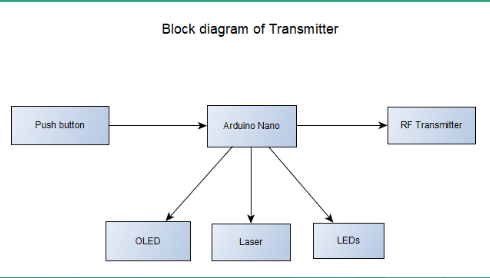 Block diagram of Transmitter
Push button
Arduino Nano
RF Transmitter
OLED
Laser
LEDs